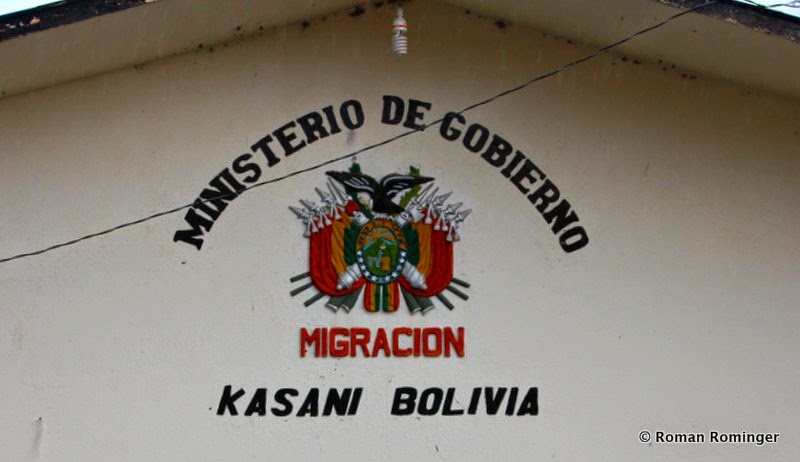 MINISTERIO DE GOBIERNO
MIGRACION
KASANI BOLIVIA
© Roman Rominger